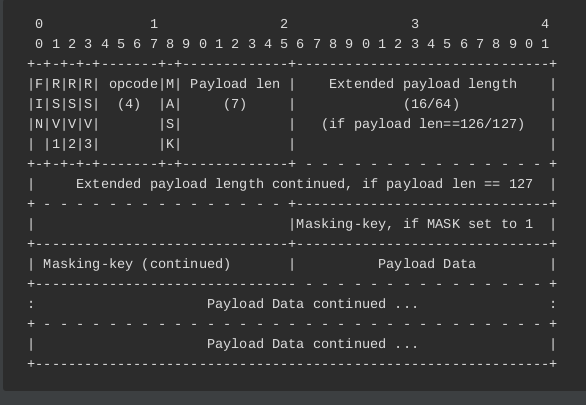 0             1               2               3               4
 0 1 2 3 4 5 6 7 8 9 0 1 2 3 4 5 6 7 8 9 0 1 2 3 4 5 6 7 8 9 0 1
+-+-+-+-+-------+-+-------------+-------------------------------+
|F|R|R|R| opcode|M| Payload len |    Extended payload length    |
|I|S|S|S|  (4)  |A|     (7)     |             (16/64)           |
|N|V|V|V|       |S|             |   (if payload len==126/127)   |
| |1|2|3|       |K|             |                               |
+-+-+-+-+-------+-+-------------+ - - - - - - - - - - - - - - - +
|     Extended payload length continued, if payload len == 127  |
+ - - - - - - - - - - - - - - - +-------------------------------+
|                               |Masking-key, if MASK set to 1  |
+-------------------------------+-------------------------------+
| Masking-key (continued)       |          Payload Data         |
+-------------------------------- - - - - - - - - - - - - - - - +
:                     Payload Data continued ...                :
+ - - - - - - - - - - - - - - - - - - - - - - - - - - - - - - - +
|                     Payload Data continued ...                |
+---------------------------------------------------------------+